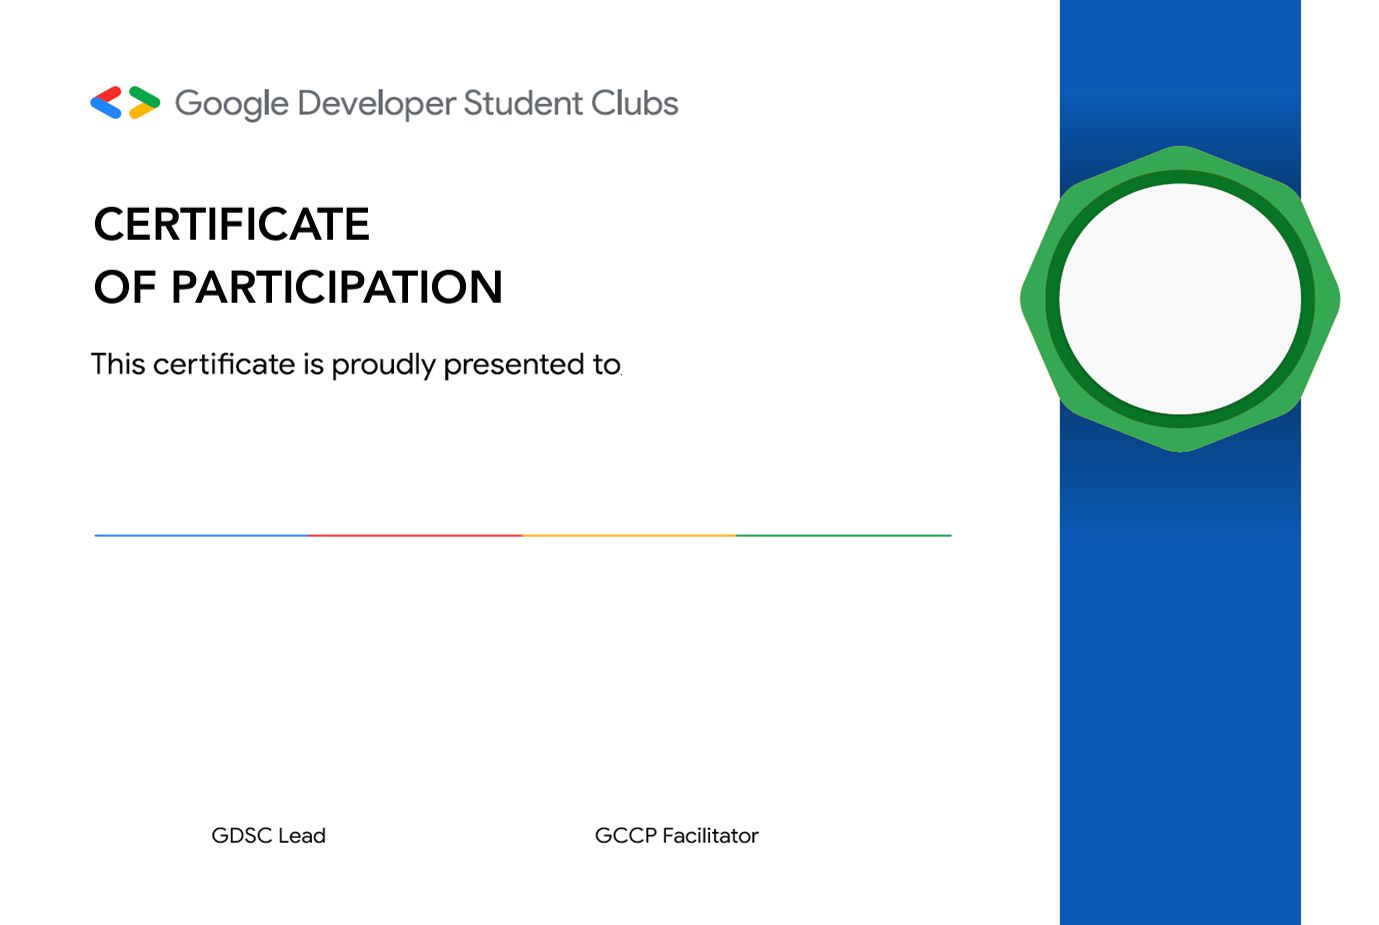 Google Developer Student Clubs
CERTIFICATE
OF PARTICIPATION
This certificate is proudly presented to.
GDSC Lead
GCCP Facilitator